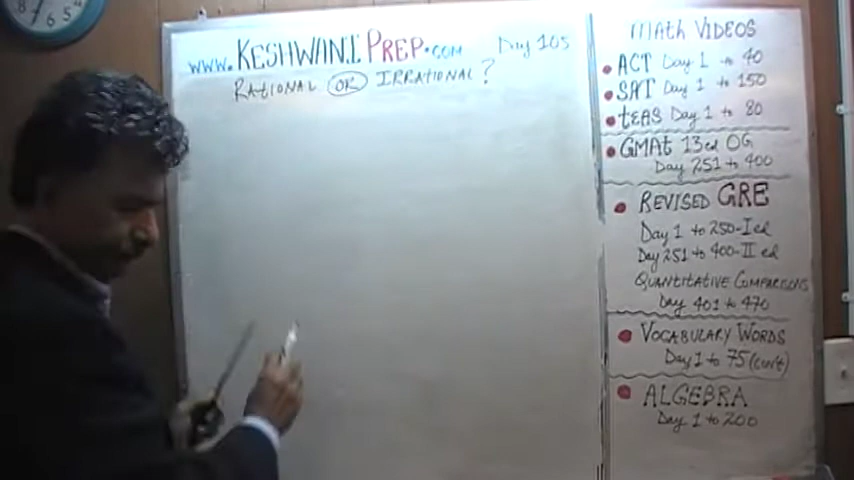 www.KESHWANIPREP.com Day 105
RATIONAL OR IRRATIONAL?
MATH VIDEOS
ACT Day 1 to 40
SAT Day 1 to 150
TEAS Day 1 to 80
GMAT 13ed OG
Day 251 to 400
REVISED GRE
Day 1 to 250-I ed
Day 251 to 400-II ed
QUANTITATIVE COMPARISONS
Day 401 to 470
VOCABULARY WORDS
Day 1 to 75 (con't)
ALGEBRA
Day 1 to 200